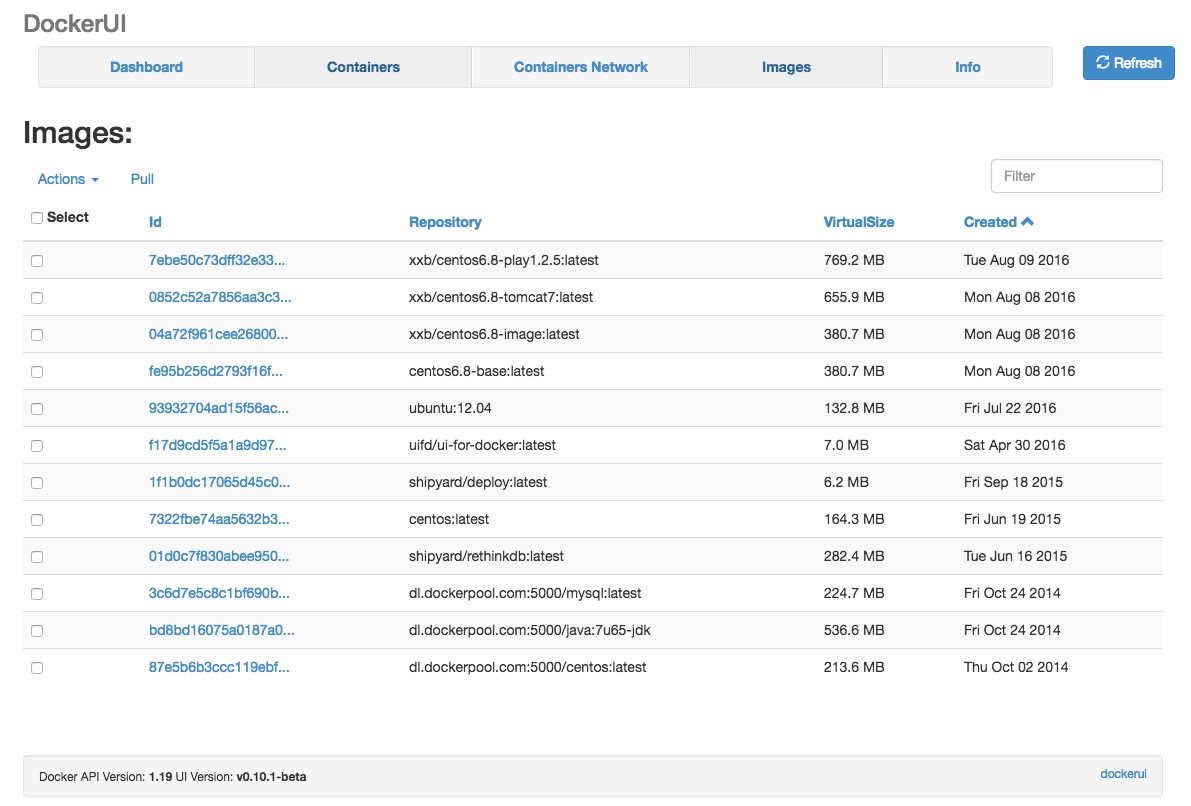 DockerUI
Dashboard Containers Containers Network Images Info Refresh
Images:
Actions Pull Filter
Select Id Repository VirtualSize Created
7ebe50c73dff32e33... xxb/centos6.8-play1.2.5:latest 769.2 MB Tue Aug 09 2016
0852c52a7856aa3c3... xxb/centos6.8-tomcat7:latest 655.9 MB Mon Aug 08 2016
04a72f961cee26800... xxb/centos6.8-image:latest 380.7 MB Mon Aug 08 2016
fe95b256d2793f16f... centos6.8-base:latest 380.7 MB Mon Aug 08 2016
93932704ad15f56ac... ubuntu:12.04 132.8 MB Fri Jul 22 2016
f17d9cd5f5a1a9d97... uifd/ui-for-docker:latest 7.0 MB Sat Apr 30 2016
1f1b0dc17065d45c0... shipyard/deploy:latest 6.2 MB Fri Sep 18 2015
7322fbe74aa5632b3... centos:latest 164.3 MB Fri Jun 19 2015
01d0c7f830abee950... shipyard/rethinkdb:latest 282.4 MB Tue Jun 16 2015
3c6d7e5c8c1bf690b... dl.dockerpool.com:5000/mysql:latest 224.7 MB Fri Oct 24 2014
bd8bd16075a0187a0... dl.dockerpool.com:5000/java:7u65-jdk 536.6 MB Fri Oct 24 2014
87e5b6b3ccc119ebf... dl.dockerpool.com:5000/centos:latest 213.6 MB Thu Oct 02 2014
Docker API Version: 1.19 UI Version: v0.10.1-beta dockerui